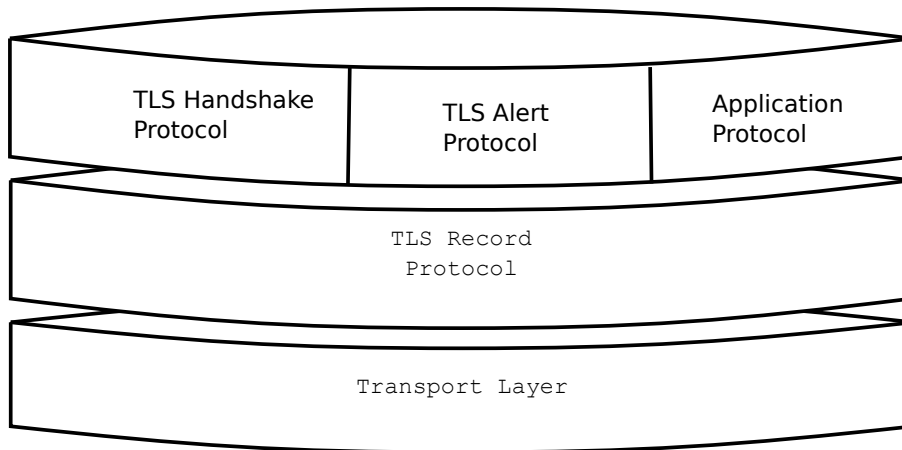 TLS Handshake
Protocol
TLS Alert
Protocol
Application
Protocol
TLS Record
Protocol
Transport Layer